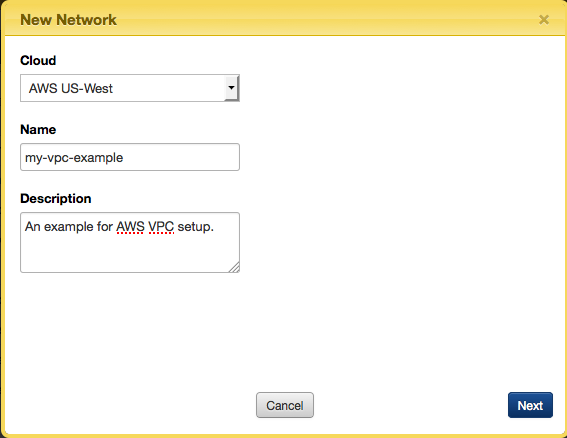 New Network
Cloud
AWS US-West
Name
my-vpc-example
Description
An example for AWS VPC setup.
Cancel
Next